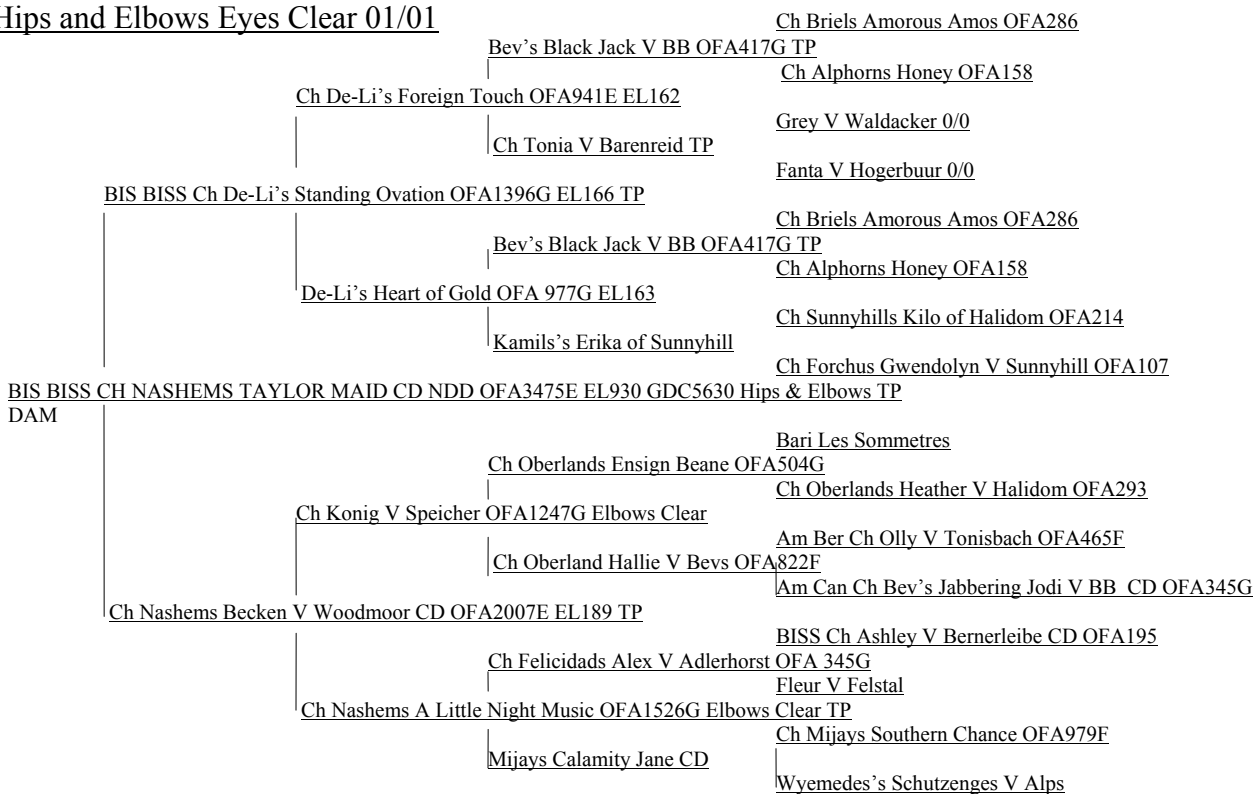 Hips and Elbows Eyes Clear 01/01
Ch Briels Amorous Amos OFA286
Bev's Black Jack V BB OFA417G TP
Ch Alphorns Honey OFA158
Ch De-Li's Foreign Touch OFA941E EL162
Grey V Waldacker 0/0
Ch Tonia V Barenreid TP
Fanta V Hogerbuur 0/0
BIS BISS Ch De-Li's Standing Ovation OFA1396G EL166 TP
Ch Briels Amorous Amos OFA286
Bev's Black Jack V BB OFA417G TP
Ch Alphorns Honey OFA158
De-Li's Heart of Gold OFA 977G EL163
Ch Sunnyhills Kilo of Halidom OFA214
Kamils's Erika of Sunnyhill
Ch Forchus Gwendolyn V Sunnyhill OFA107
BIS BISS CH NASHEMS TAYLOR MAID CD NDD OFA3475E EL930 GDC5630 Hips & Elbows TP
DAM
Bari Les Sommetres
Ch Oberlands Ensign Beane OFA504G
Ch Oberlands Heather V Halidom OFA293
Ch Konig V Speicher OFA1247G Elbows Clear
Am Ber Ch Olly V Tonisbach OFA465F
Ch Oberland Hallie V Bevs OFA822F
Am Can Ch Bev's Jabbering Jodi V BB  CD OFA345G
Ch Nashems Becken V Woodmoor CD OFA2007E EL189 TP
BISS Ch Ashley V Bernerleibe CD OFA195
Ch Felicidads Alex V Adlerhorst OFA 345G
Fleur V Felstal
Ch Nashems A Little Night Music OFA1526G Elbows Clear TP
Ch Mijays Southern Chance OFA979F
Mijays Calamity Jane CD
Wyemedes's Schutzenges V Alps